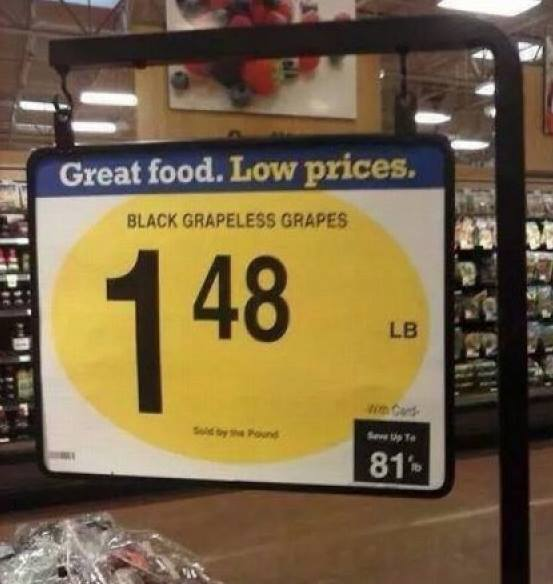 Great food. Low prices.
BLACK GRAPELESS GRAPES
1 48
LB
Sold by the Pound
With Card
Save Up To
81¢ lb